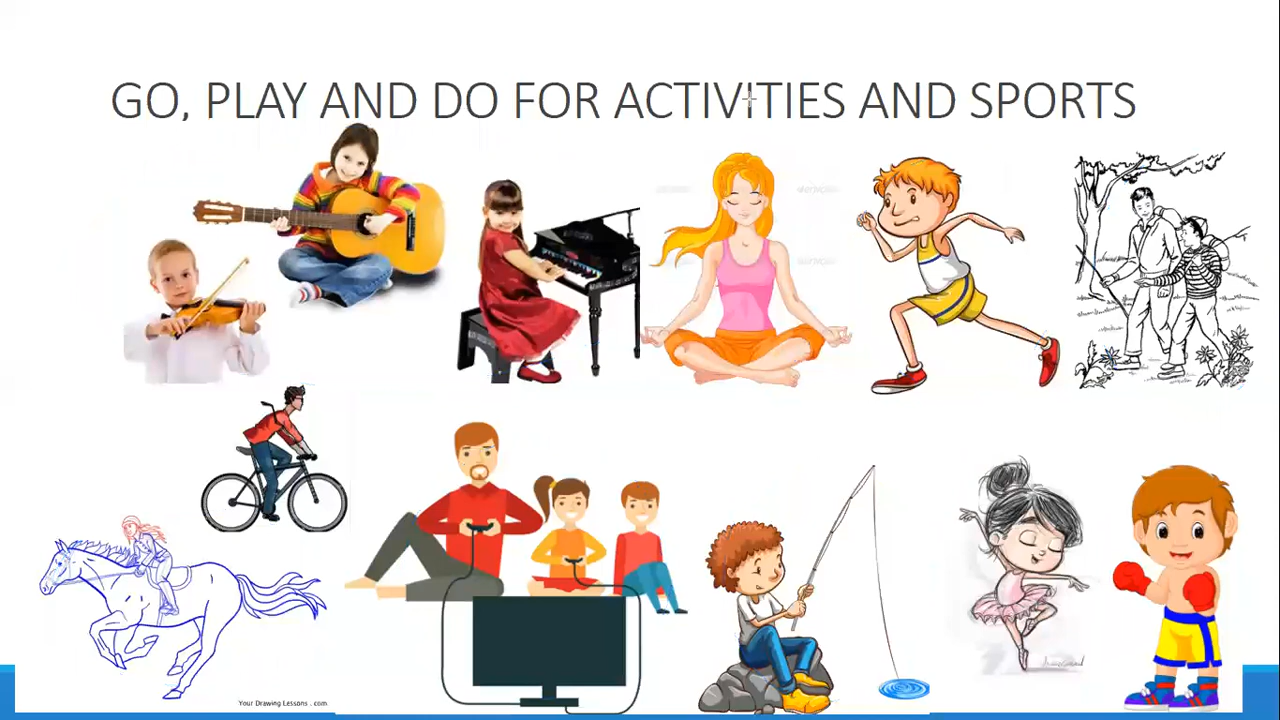 GO, PLAY AND DO FOR ACTIVITIES AND SPORTS
Your Drawing Lessons . com